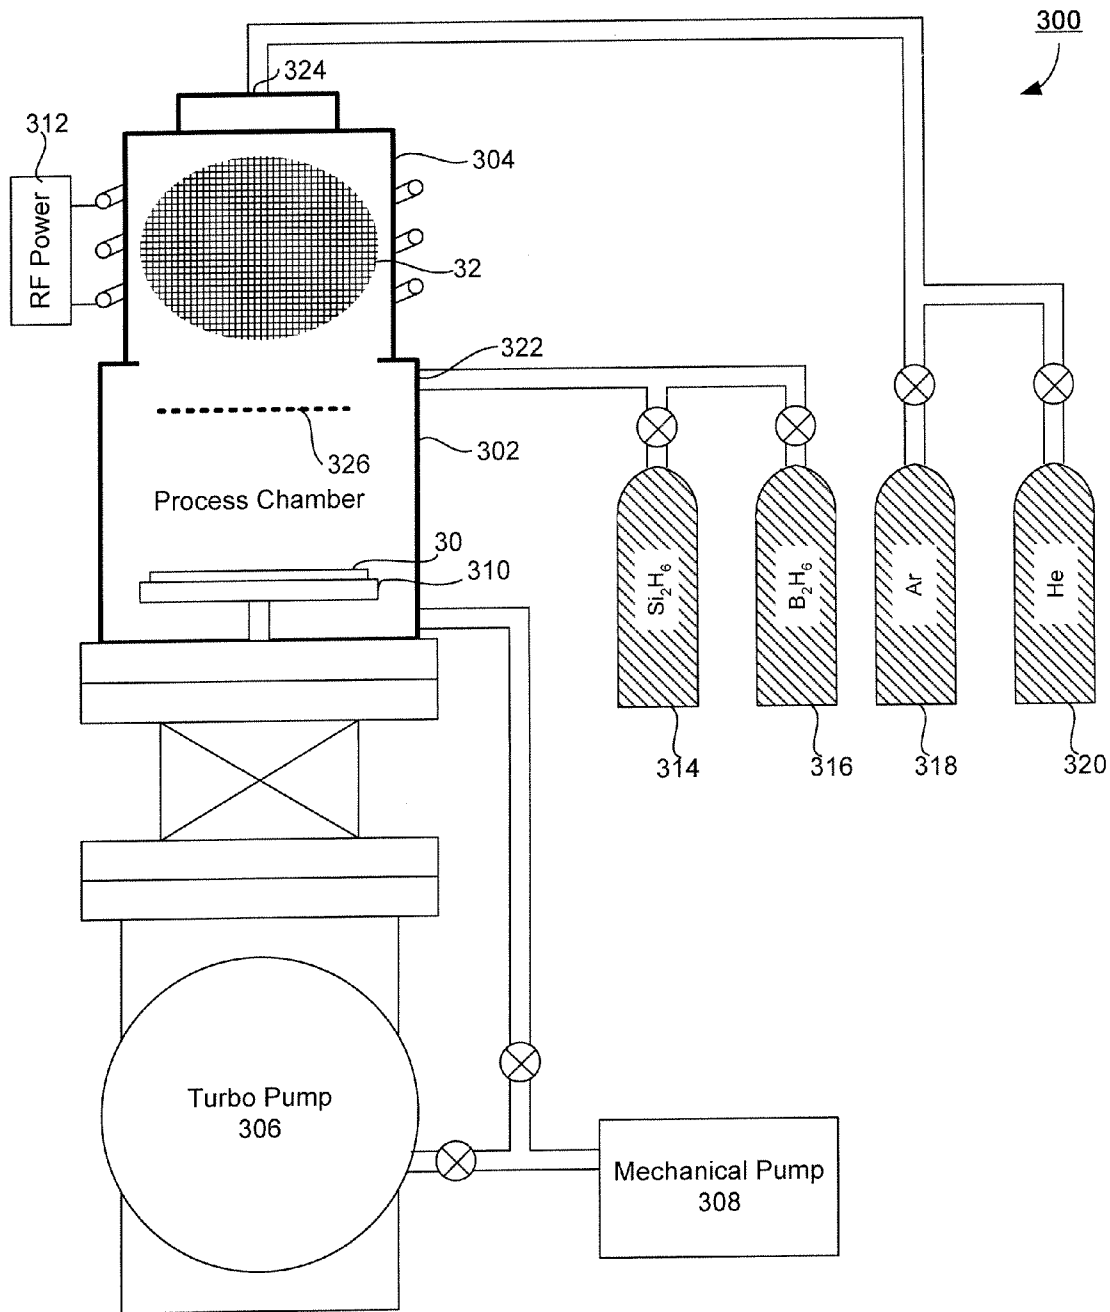 300
324
312
304
RF Power
32
322
302
326
Process Chamber
30
310
Si₂H₆
B₂H₆
Ar
He
314
316
318
320
Turbo Pump
306
Mechanical Pump
308